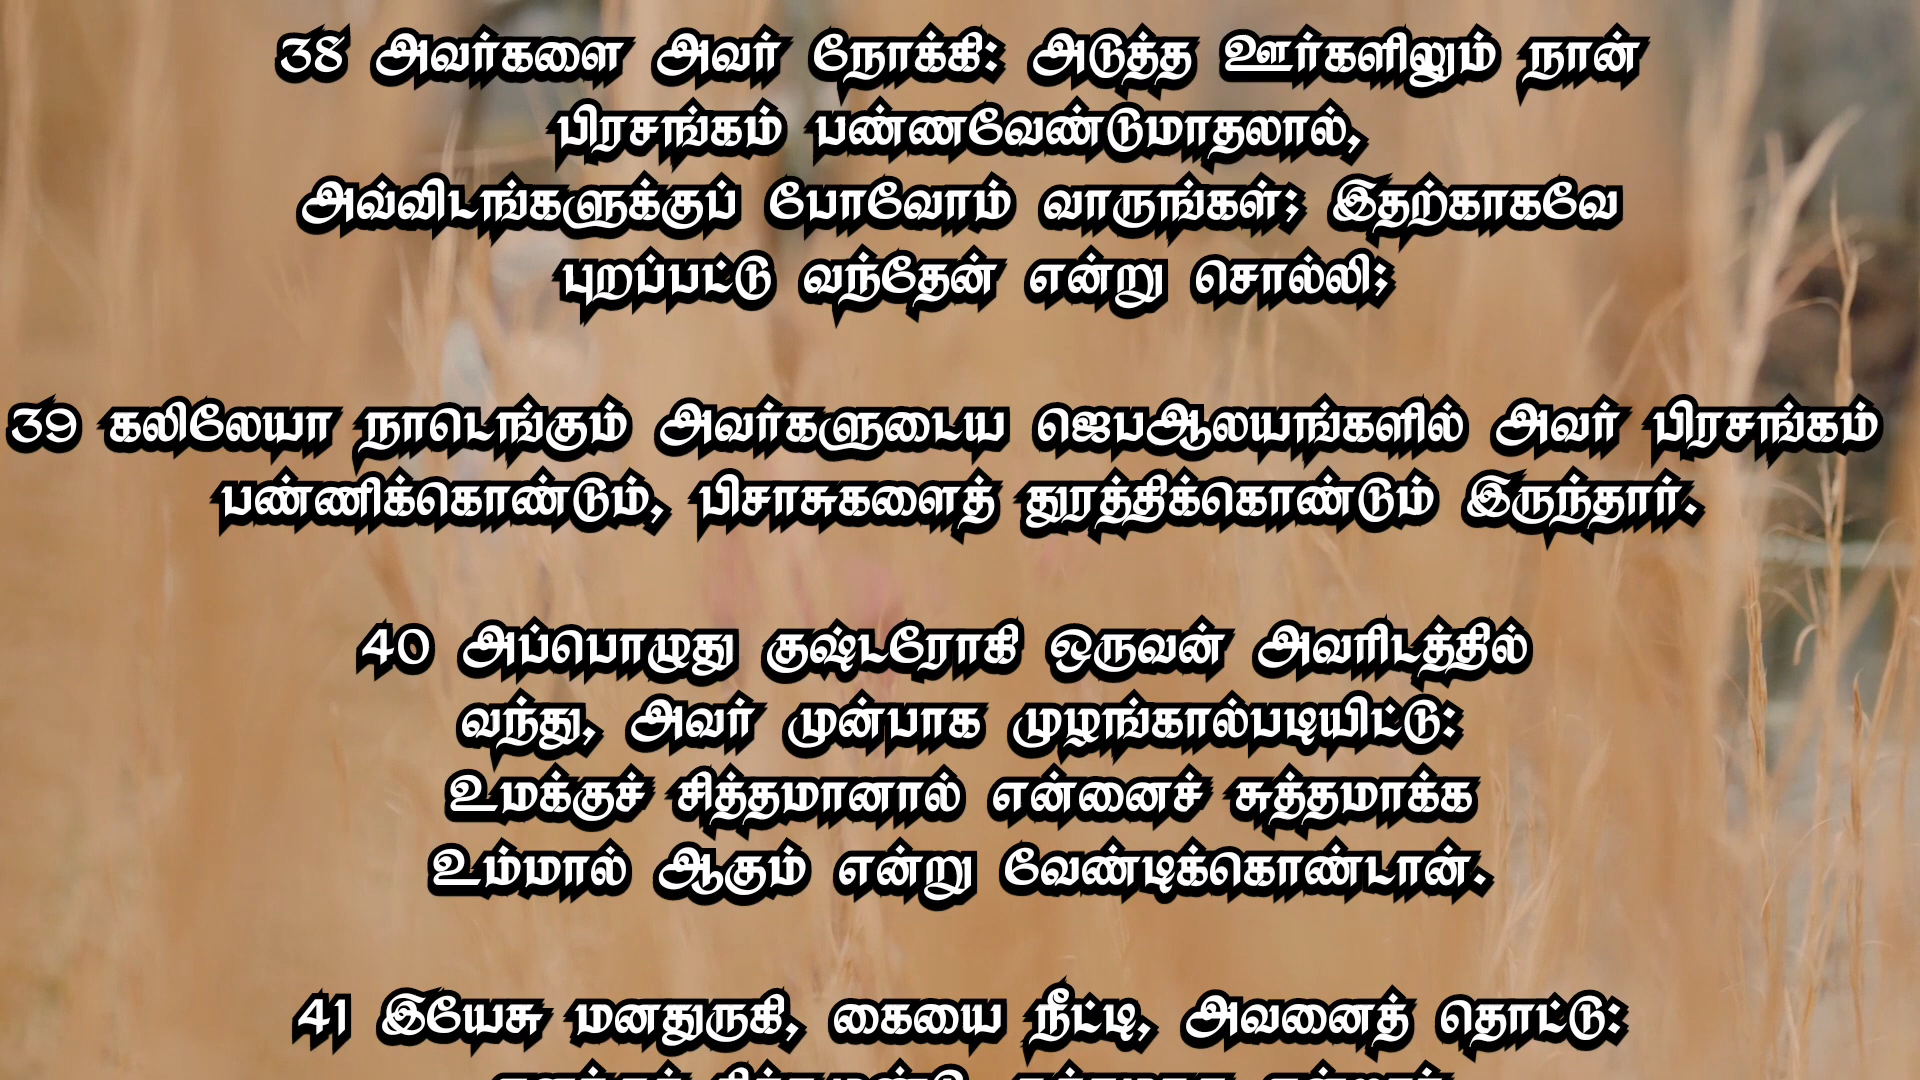 38 அவர்களை அவர் நோக்கி: அடுத்த ஊர்களிலும் நான்
பிரசங்கம் பண்ணவேண்டுமாதலால்,
அவ்விடங்களுக்குப் போவோம் வாருங்கள்; இதற்காகவே
புறப்பட்டு வந்தேன் என்று சொல்லி;
39 கலிலேயா நாடெங்கும் அவர்களுடைய ஜெபஆலயங்களில் அவர் பிரசங்கம்
பண்ணிக்கொண்டும், பிசாசுகளைத் துரத்திக்கொண்டும் இருந்தார்.
40 அப்பொழுது குஷ்டரோகி ஒருவன் அவரிடத்தில்
வந்து, அவர் முன்பாக முழங்கால்படியிட்டு:
உமக்குச் சித்தமானால் என்னைச் சுத்தமாக்க
உம்மால் ஆகும் என்று வேண்டிக்கொண்டான்.
41 இயேசு மனதுருகி, கையை நீட்டி, அவனைத் தொட்டு: